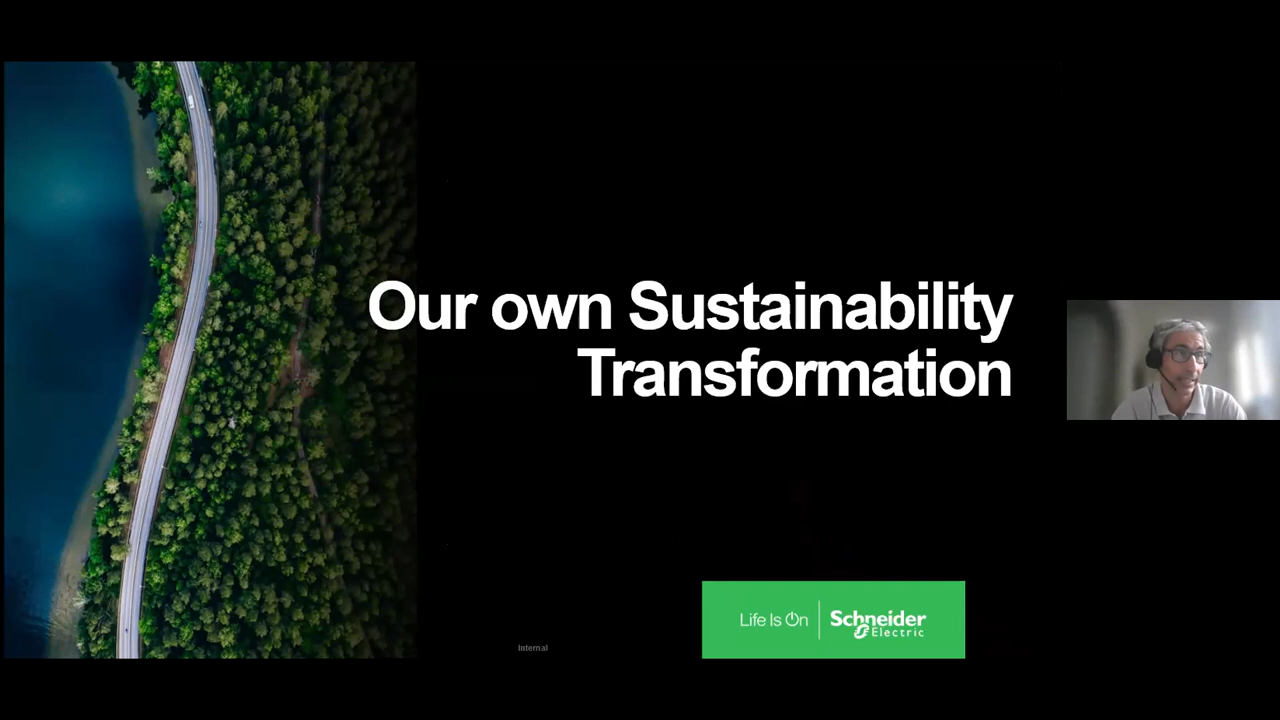 Our own Sustainability
Transformation
Life Is On
Schneider
Electric
Internal